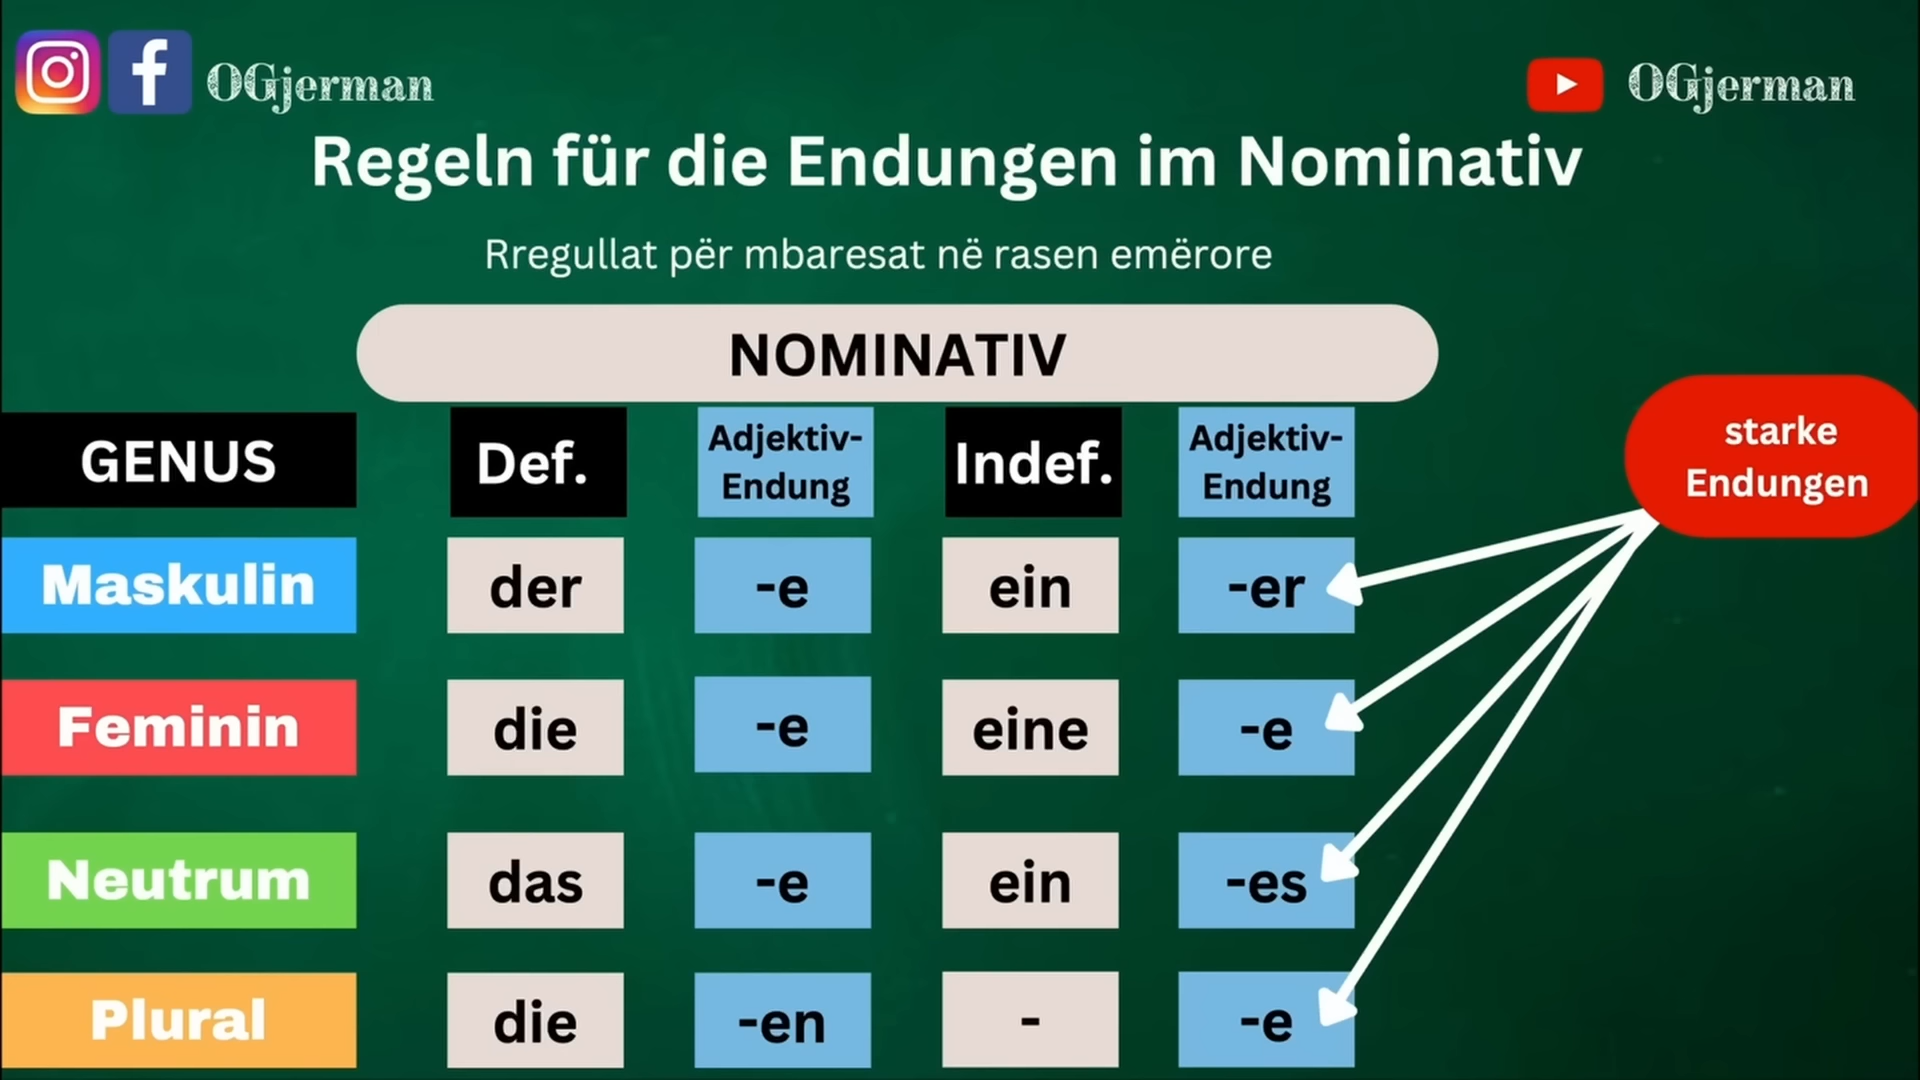 OGjerman
OGjerman
Regeln für die Endungen im Nominativ
Rregullat për mbaresat në rasen emërore
NOMINATIV
GENUS
Def.
Adjektiv-
Endung
Indef.
Adjektiv-
Endung
starke
Endungen
Maskulin
der
-e
ein
-er
Feminin
die
-e
eine
-e
Neutrum
das
-e
ein
-es
Plural
die
-en
-
-e